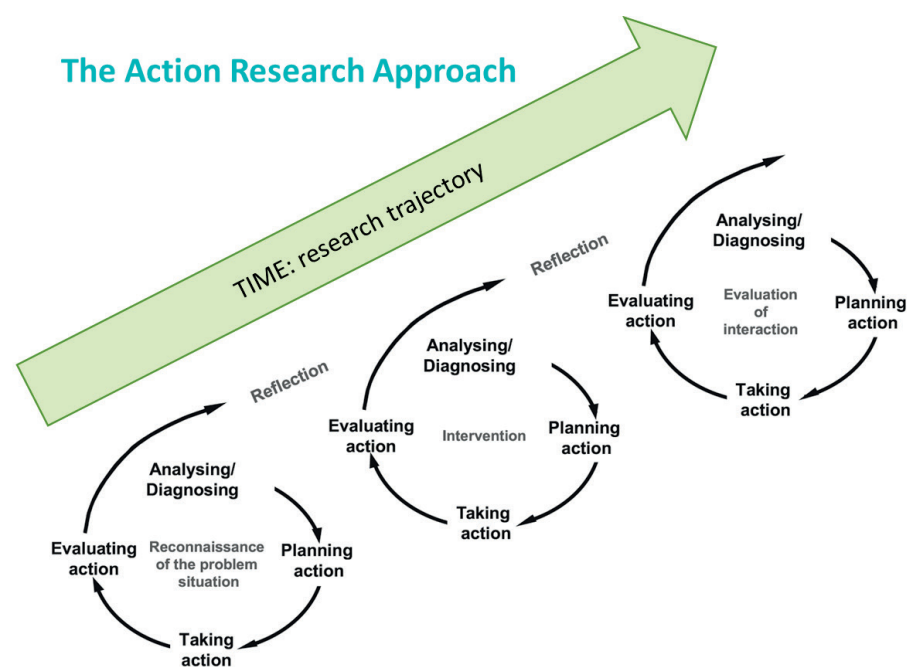 The Action Research Approach
TIME: research trajectory
Reflection
Analysing/
Diagnosing
Evaluating
action
Reconnaissance
of the problem
situation
Planning
action
Taking
action
Reflection
Analysing/
Diagnosing
Evaluating
action
Intervention
Planning
action
Taking
action
Analysing/
Diagnosing
Evaluating
action
Evaluation
of
interaction
Planning
action
Taking
action